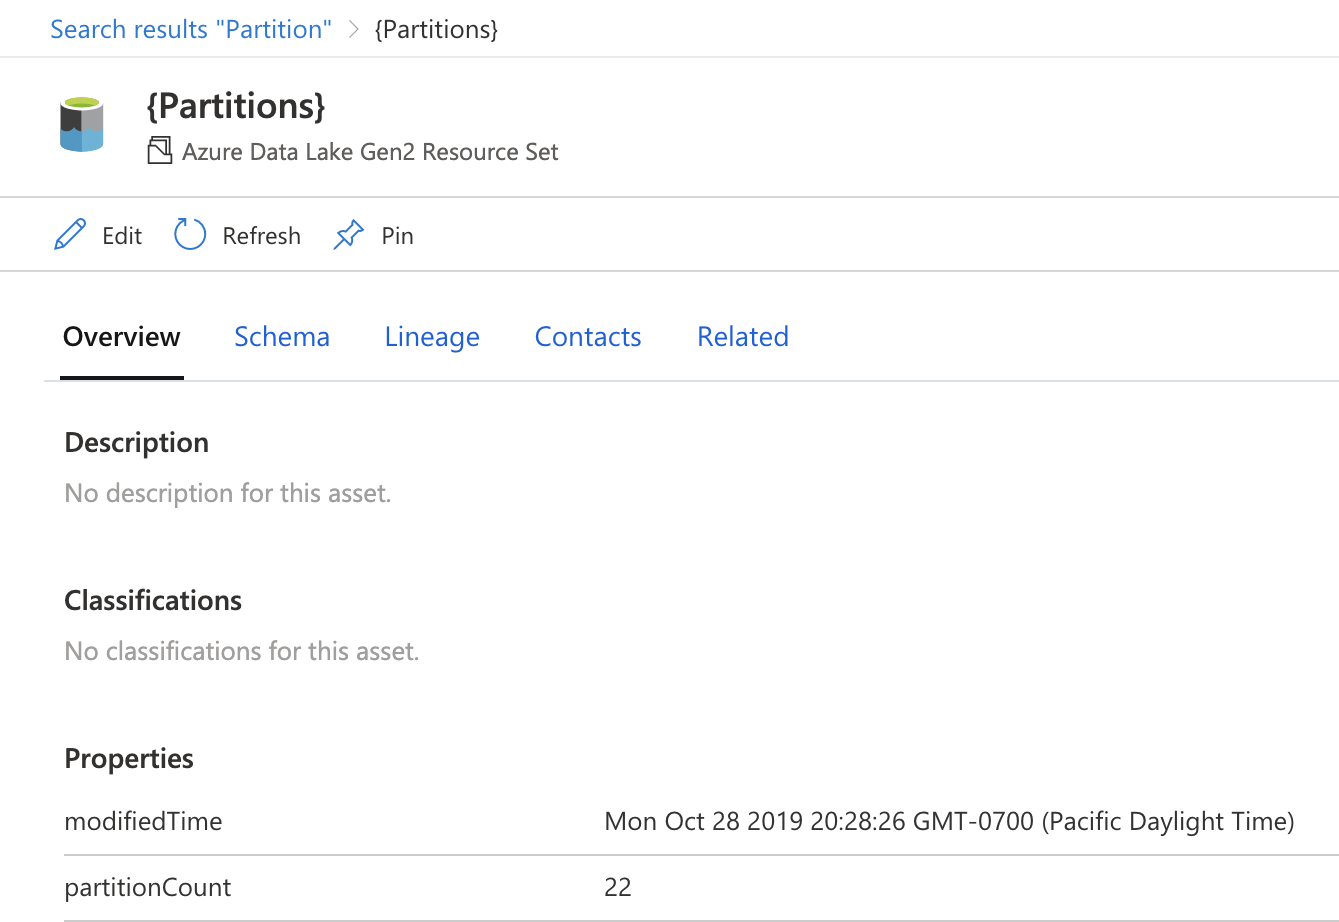 Search results "Partition" > {Partitions}
{Partitions}
Azure Data Lake Gen2 Resource Set
Edit Refresh Pin
Overview Schema Lineage Contacts Related
Description
No description for this asset.
Classifications
No classifications for this asset.
Properties
modifiedTime Mon Oct 28 2019 20:28:26 GMT-0700 (Pacific Daylight Time)
partitionCount 22